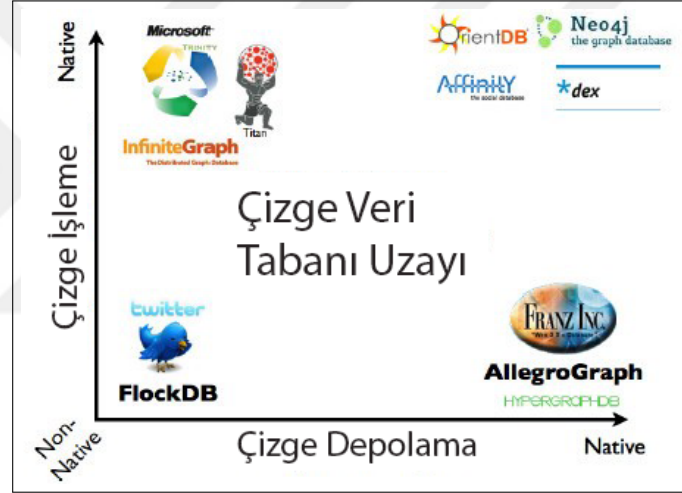 Native
Çizge İşleme
Non-
Native
Microsoft
TRINITY
Titan
InfiniteGraph
The Distributed Graph Database
OrientDB
Neo4j
the graph database
AffinitY
the social database
*dex
Çizge Veri
Tabanı Uzayı
twitter
FlockDB
FRANZ INC.
AllegroGraph
HYPERGRAPHDB
Çizge Depolama
Native